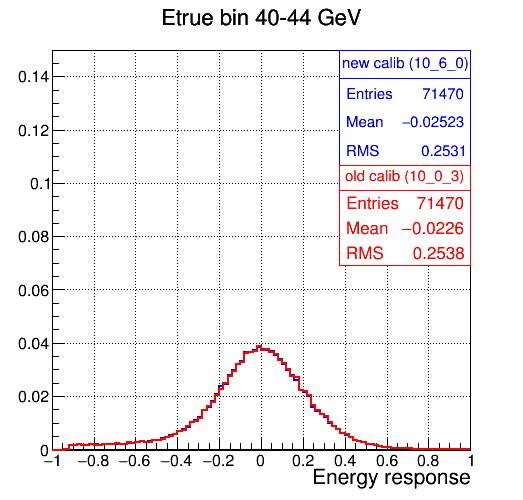 Etrue bin 40-44 GeV
new calib (10_6_0)
Entries 71470
Mean −0.02523
RMS 0.2531
old calib (10_0_3)
Entries 71470
Mean −0.0226
RMS 0.2538
0.14
0.12
0.1
0.08
0.06
0.04
0.02
0
−1 −0.8 −0.6 −0.4 −0.2 0 0.2 0.4 0.6 0.8 1
Energy response